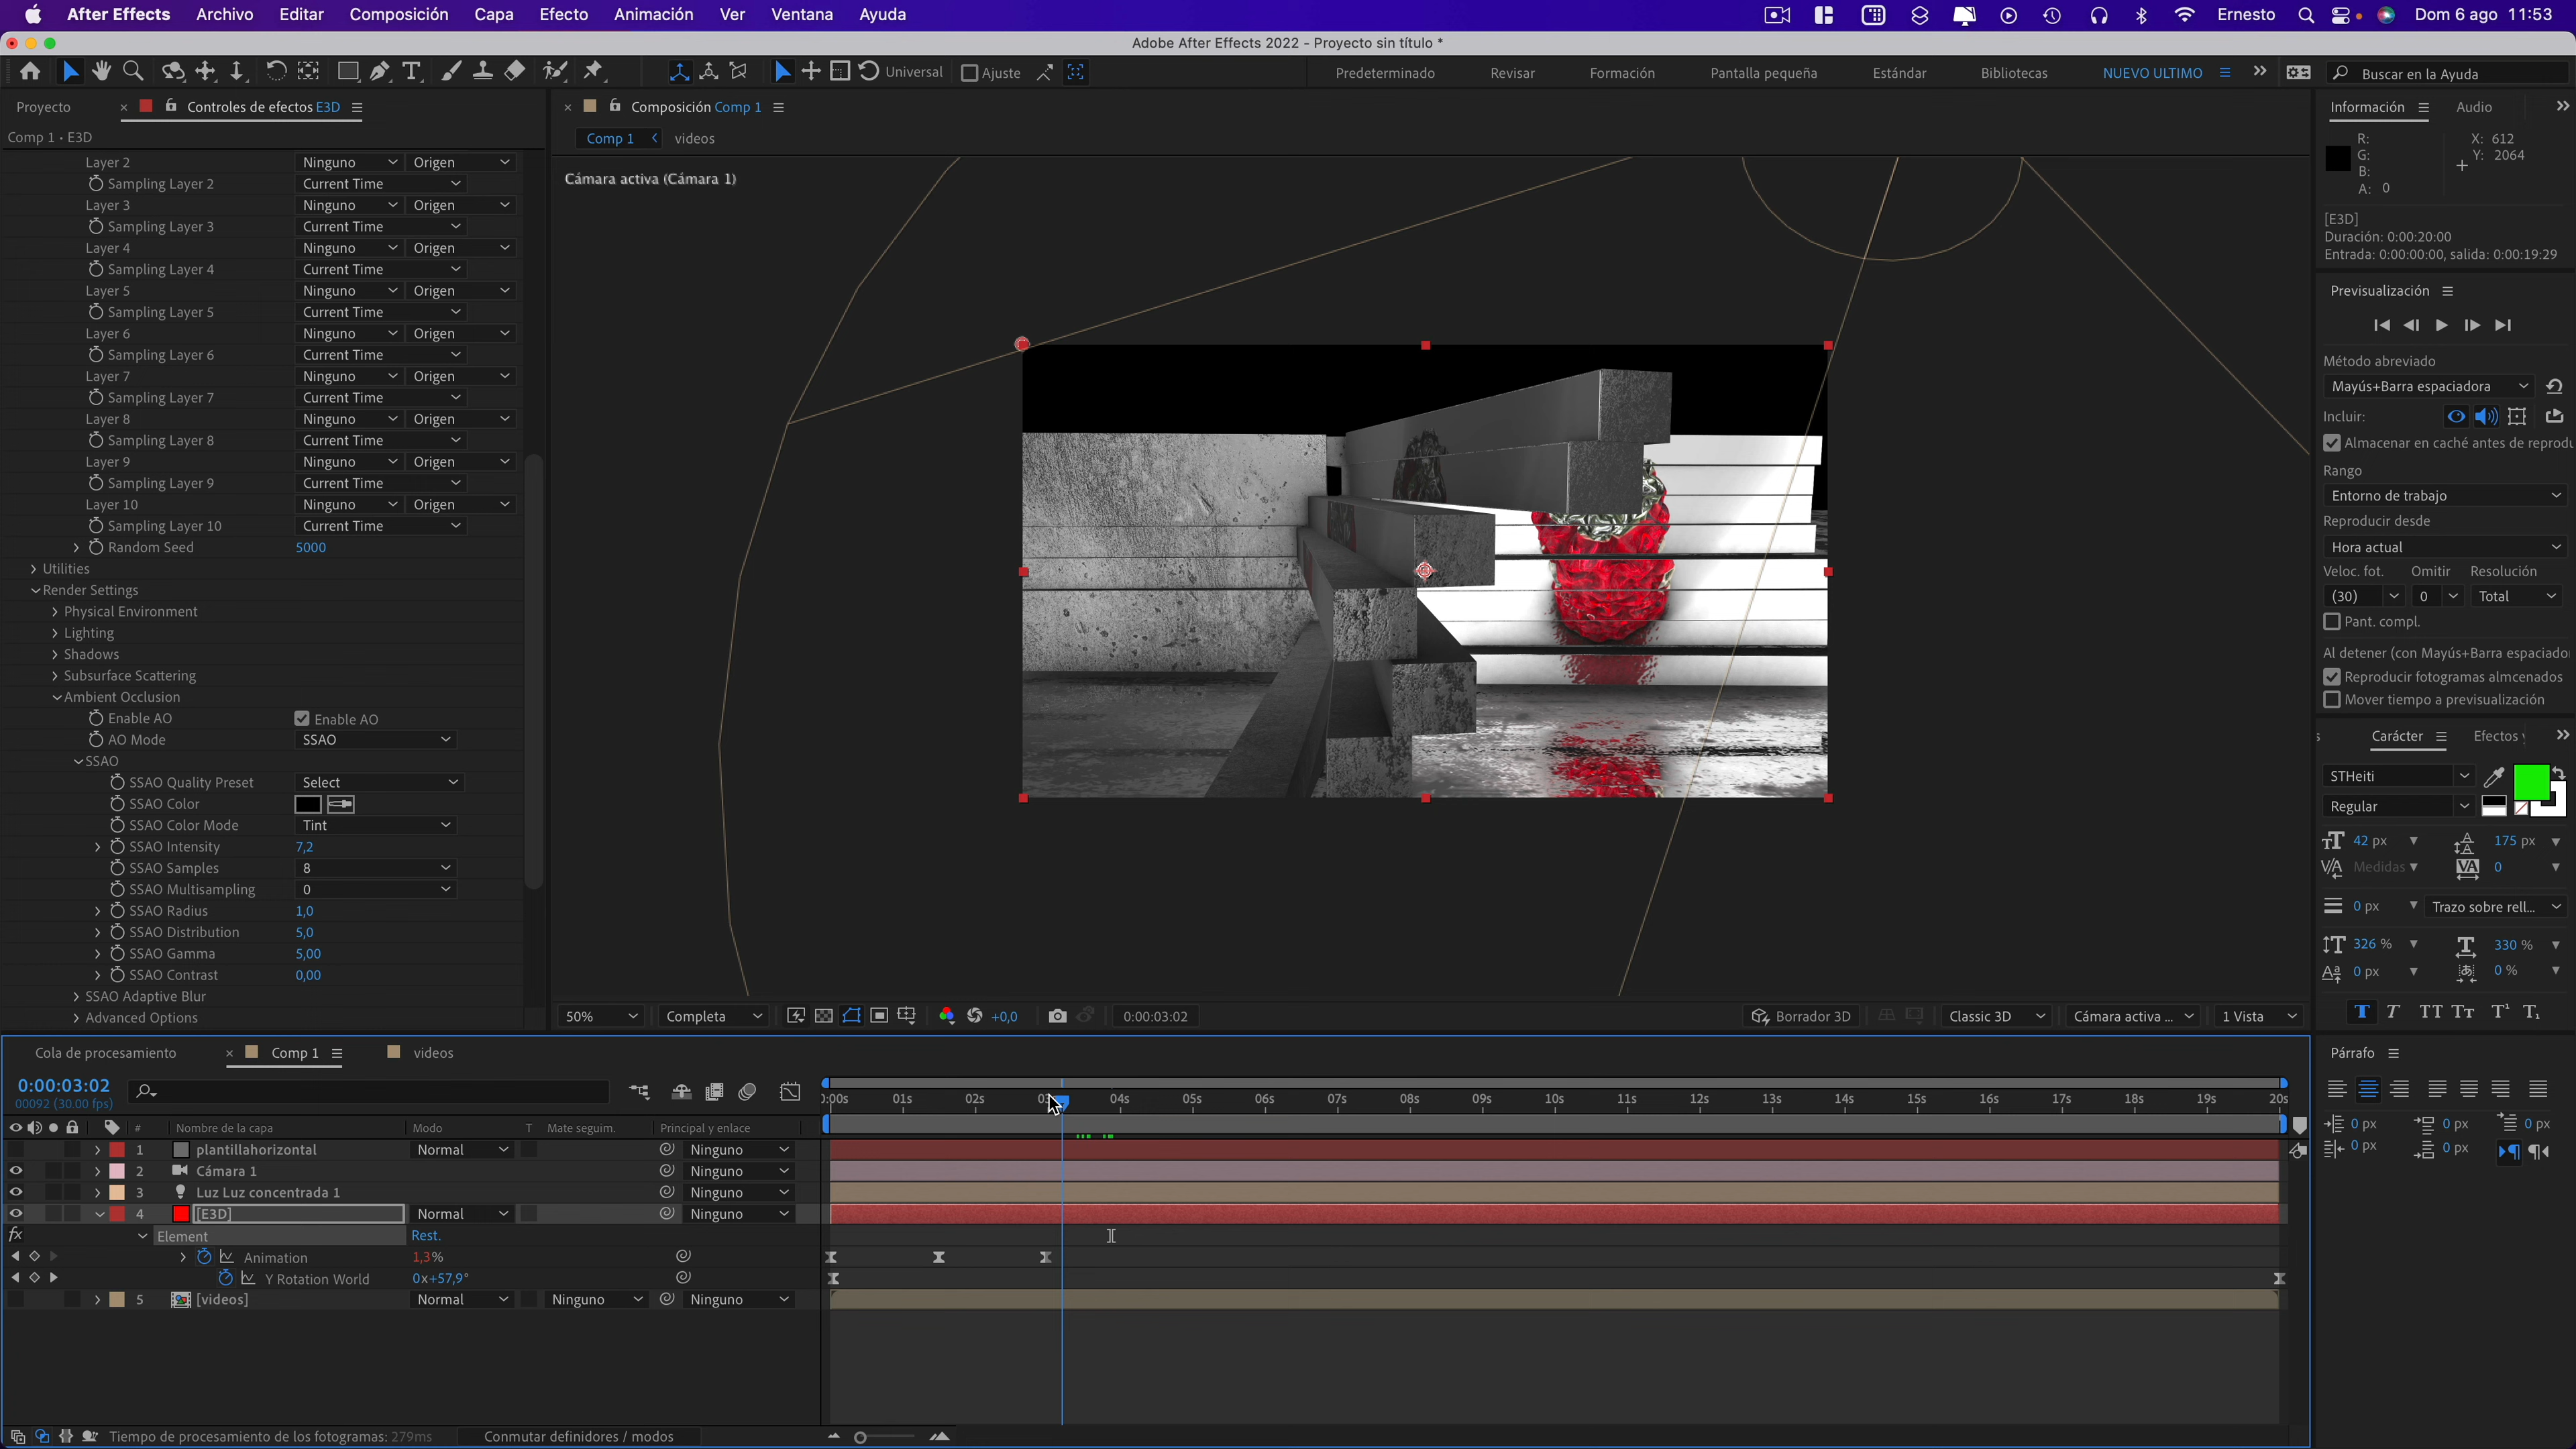 After Effects Archivo Editar Composición Capa Efecto Animación Ver Ventana Ayuda Ernesto Dom 6 ago 11:53
Adobe After Effects 2022 - Proyecto sin título *
Universal Ajuste Predeterminado Revisar Formación Pantalla pequeña Estándar Bibliotecas NUEVO ULTIMO Buscar en la Ayuda
Proyecto Controles de efectos E3D
Comp 1 • E3D
Layer 2 Ninguno Origen
Sampling Layer 2 Current Time
Layer 3 Ninguno Origen
Sampling Layer 3 Current Time
Layer 4 Ninguno Origen
Sampling Layer 4 Current Time
Layer 5 Ninguno Origen
Sampling Layer 5 Current Time
Layer 6 Ninguno Origen
Sampling Layer 6 Current Time
Layer 7 Ninguno Origen
Sampling Layer 7 Current Time
Layer 8 Ninguno Origen
Sampling Layer 8 Current Time
Layer 9 Ninguno Origen
Sampling Layer 9 Current Time
Layer 10 Ninguno Origen
Sampling Layer 10 Current Time
Random Seed 5000
Utilities
Render Settings
Physical Environment
Lighting
Shadows
Subsurface Scattering
Ambient Occlusion
Enable AO Enable AO
AO Mode SSAO
SSAO
SSAO Quality Preset Select
SSAO Color
SSAO Color Mode Tint
SSAO Intensity 7,2
SSAO Samples 8
SSAO Multisampling 0
SSAO Radius 1,0
SSAO Distribution 5,0
SSAO Gamma 5,00
SSAO Contrast 0,00
SSAO Adaptive Blur
Advanced Options
Composición Comp 1
Comp 1 videos
Cámara activa (Cámara 1)
50% Completa +0,0 0:00:03:02 Borrador 3D Classic 3D Cámara activa ... 1 Vista
Información Audio
R: X: 612
G: Y: 2064
B:
A: 0
[E3D]
Duración: 0:00:20:00
Entrada: 0:00:00:00, salida: 0:00:19:29
Previsualización
Método abreviado
Mayús+Barra espaciadora
Incluir:
Almacenar en caché antes de reprodu
Rango
Entorno de trabajo
Reproducir desde
Hora actual
Veloc. fot. Omitir Resolución
(30) 0 Total
Pant. compl.
Al detener (con Mayús+Barra espaciado
Reproducir fotogramas almcenados
Mover tiempo a previsualización
s Carácter Efectos y
STHeiti
Regular
42 px 175 px
Medidas 0
0 px Trazo sobre rell...
326 % 330 %
0 px 0 %
T T TT Tt T¹ T₁
Párrafo
0 px 0 px 0 px
0 px 0 px
Cola de procesamiento Comp 1 videos
0:00:03:02
00092 (30.00 fps)
0:00s 01s 02s 03 04s 05s 06s 07s 08s 09s 10s 11s 12s 13s 14s 15s 16s 17s 18s 19s 20s
# Nombre de la capa Modo T Mate seguim. Principal y enlace
1 plantillahorizontal Normal Ninguno
2 Cámara 1 Ninguno
3 Luz Luz concentrada 1 Ninguno
4 [E3D] Normal Ninguno
fx Element Rest.
Animation 1,3%
Y Rotation World 0x+57,9°
5 [videos] Normal Ninguno Ninguno
Tiempo de procesamiento de los fotogramas: 279ms Conmutar definidores / modos